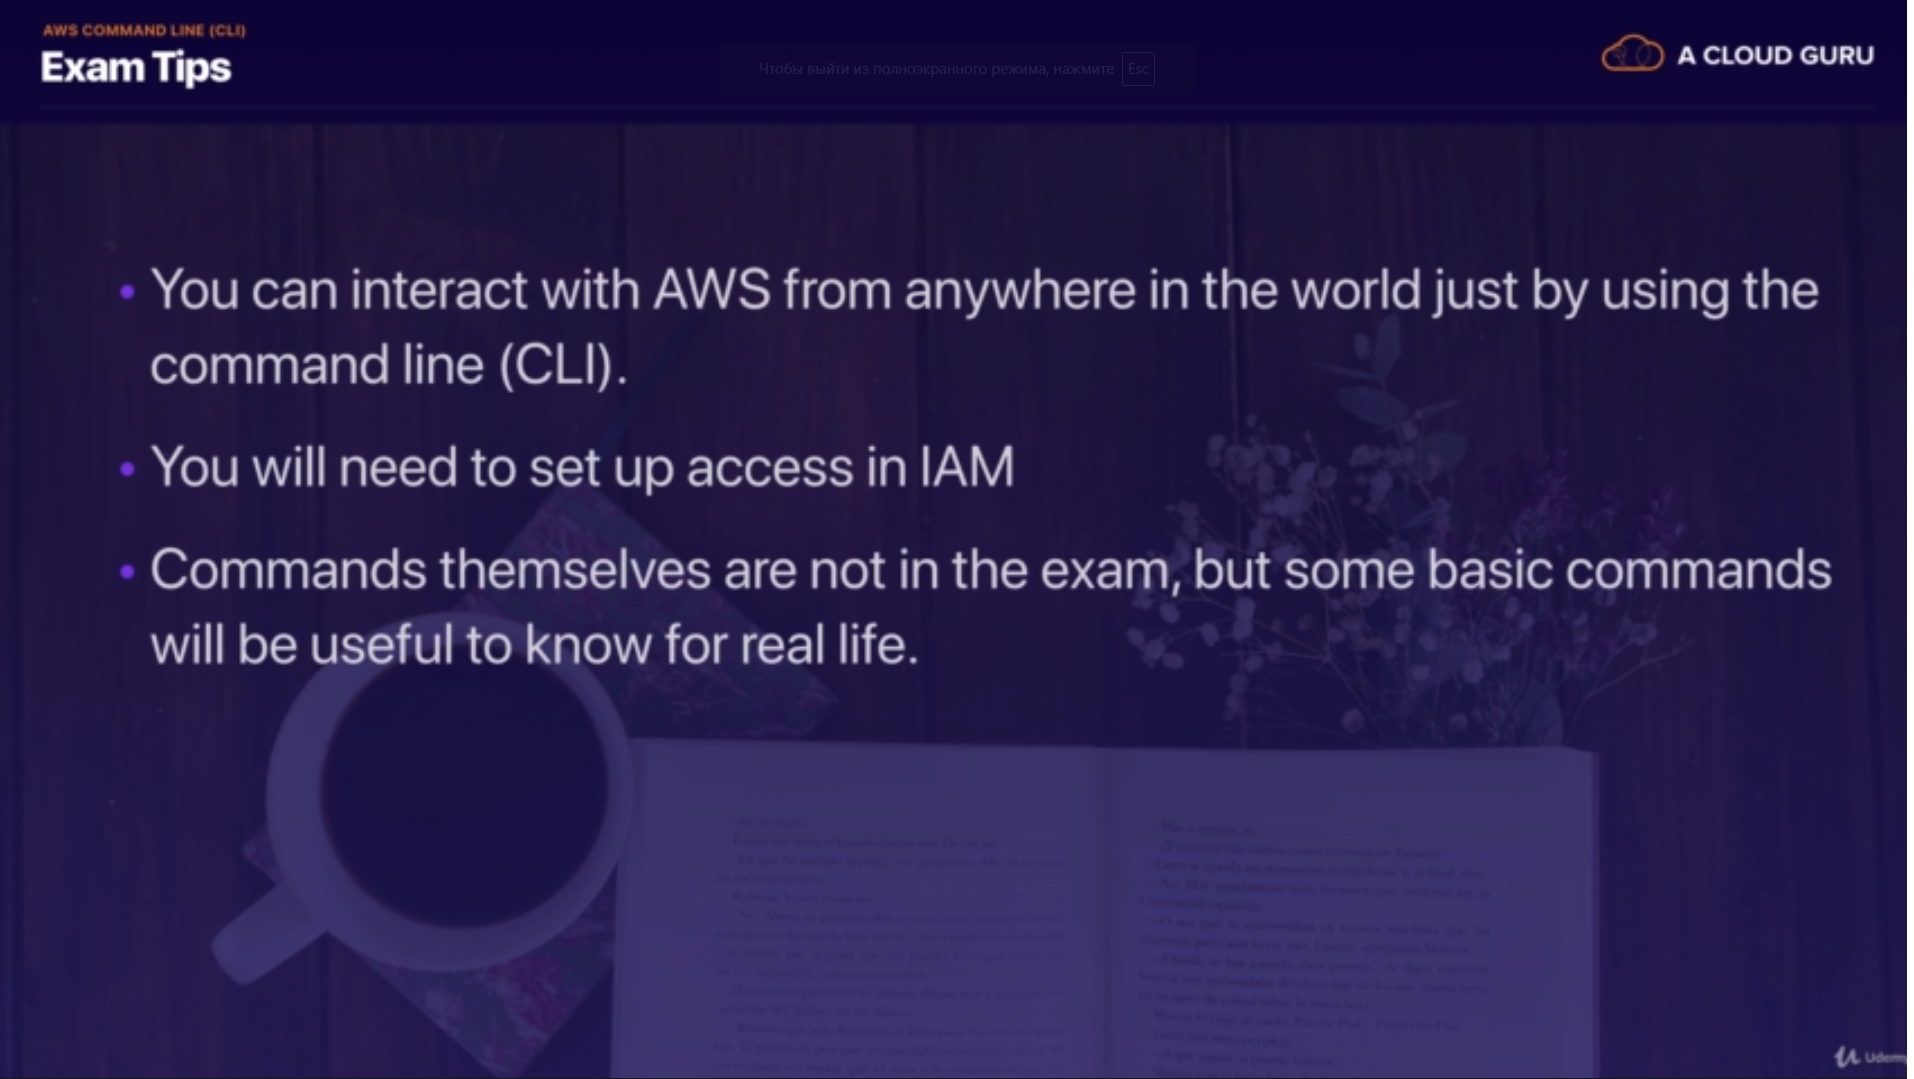 AWS COMMAND LINE (CLI)
Exam Tips
Чтобы выйти из полноэкранного режима, нажмите Esc
A CLOUD GURU
• You can interact with AWS from anywhere in the world just by using the
command line (CLI).
• You will need to set up access in IAM
• Commands themselves are not in the exam, but some basic commands
will be useful to know for real life.
Udemy